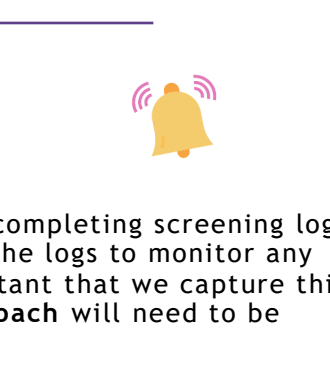 completing screening log
he logs to monitor any
tant that we capture thi
oach will need to be